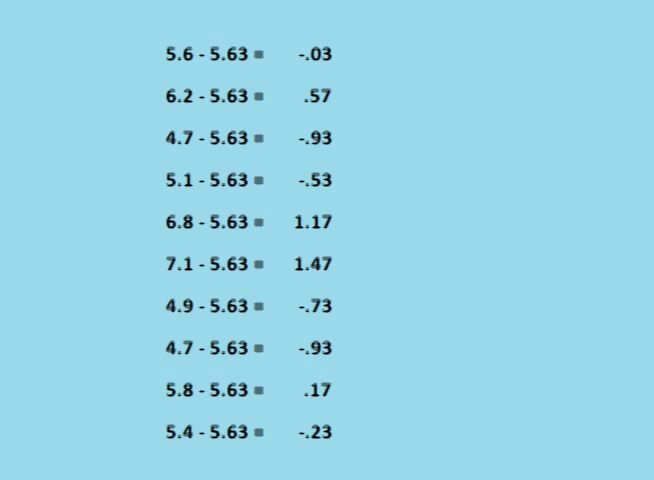 5.6 - 5.63 = -.03
6.2 - 5.63 = .57
4.7 - 5.63 = -.93
5.1 - 5.63 = -.53
6.8 - 5.63 = 1.17
7.1 - 5.63 = 1.47
4.9 - 5.63 = -.73
4.7 - 5.63 = -.93
5.8 - 5.63 = .17
5.4 - 5.63 = -.23